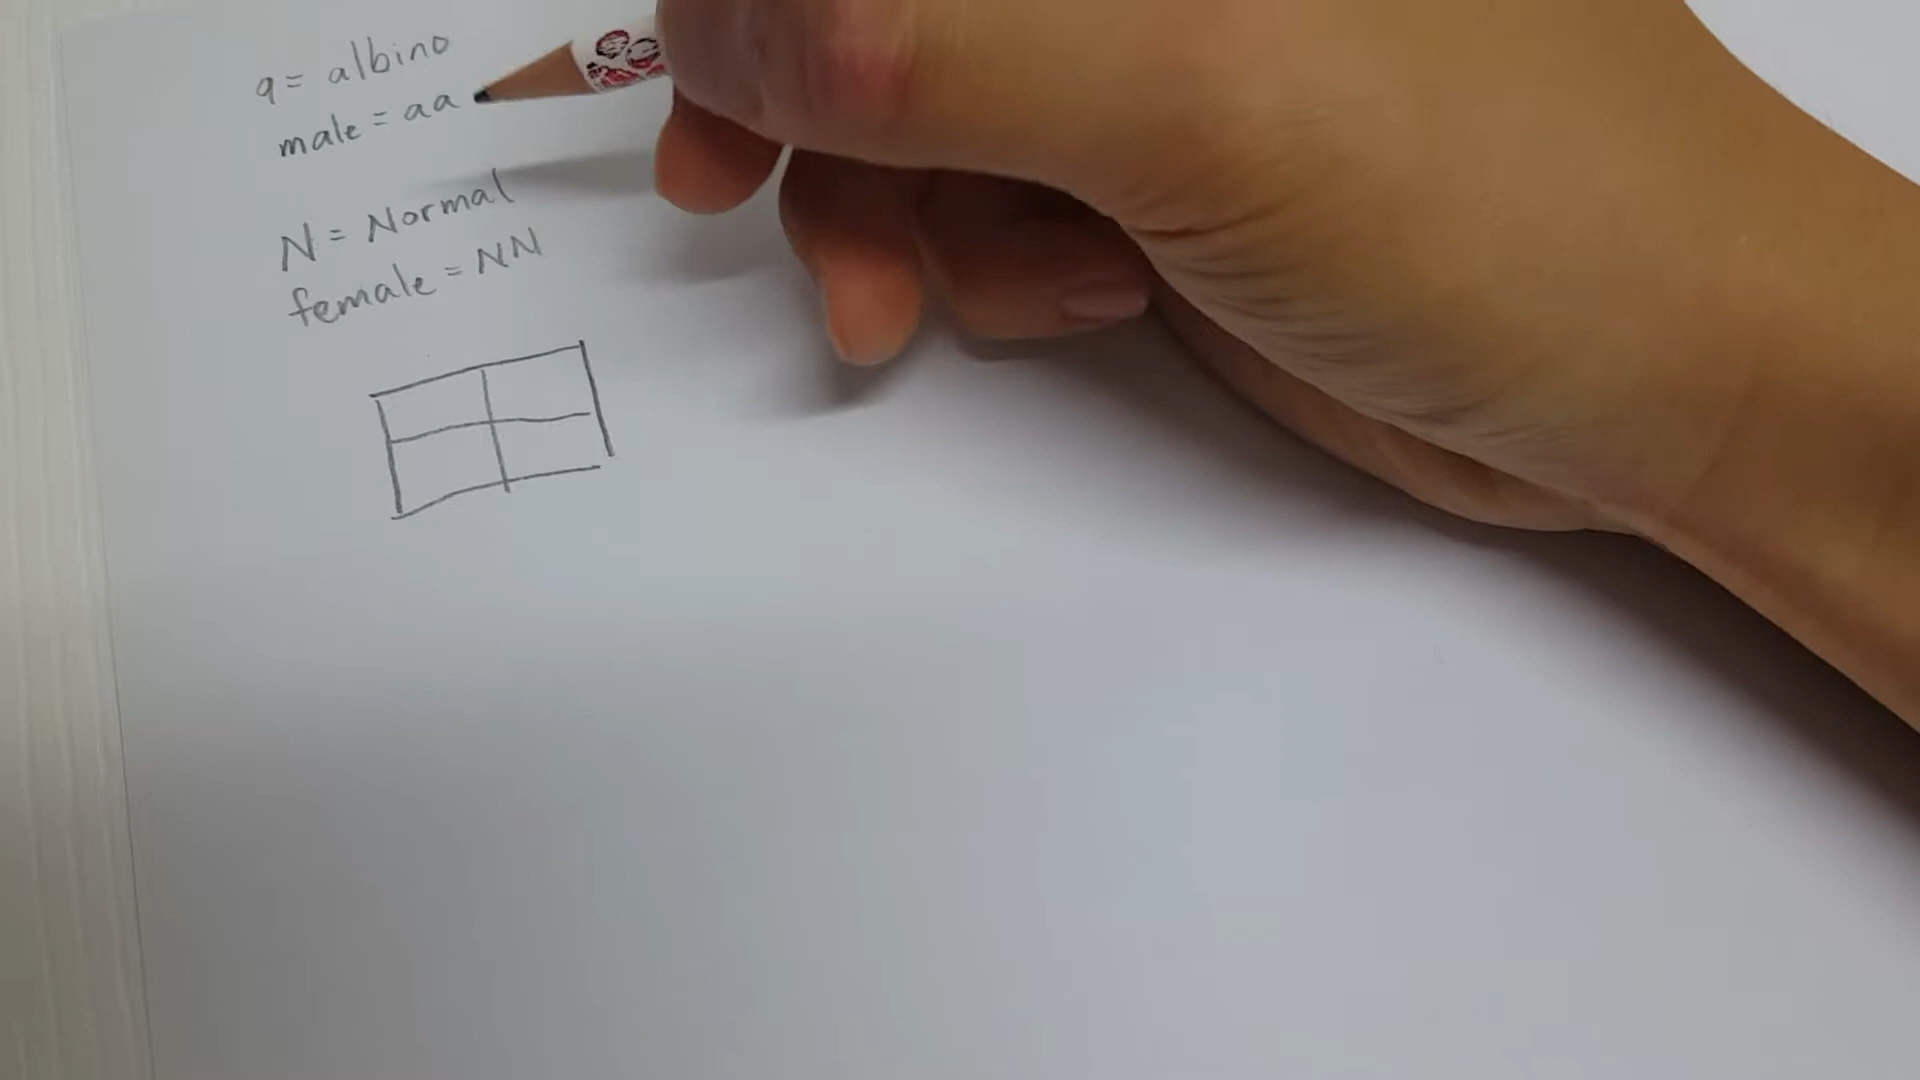 a = albino
male = aa
N = Normal
female = NN